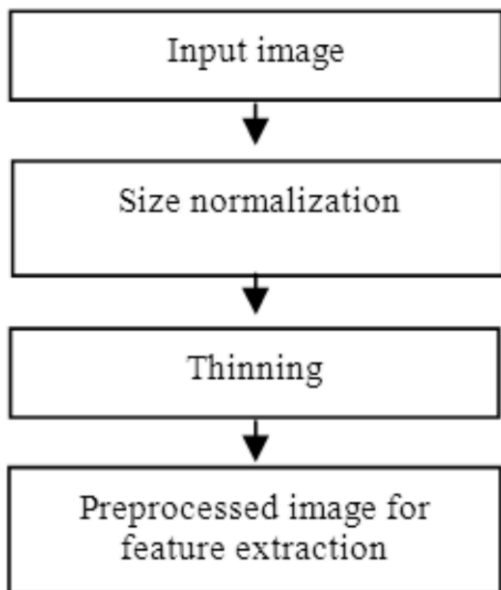 Input image
Size normalization
Thinning
Preprocessed image for
feature extraction